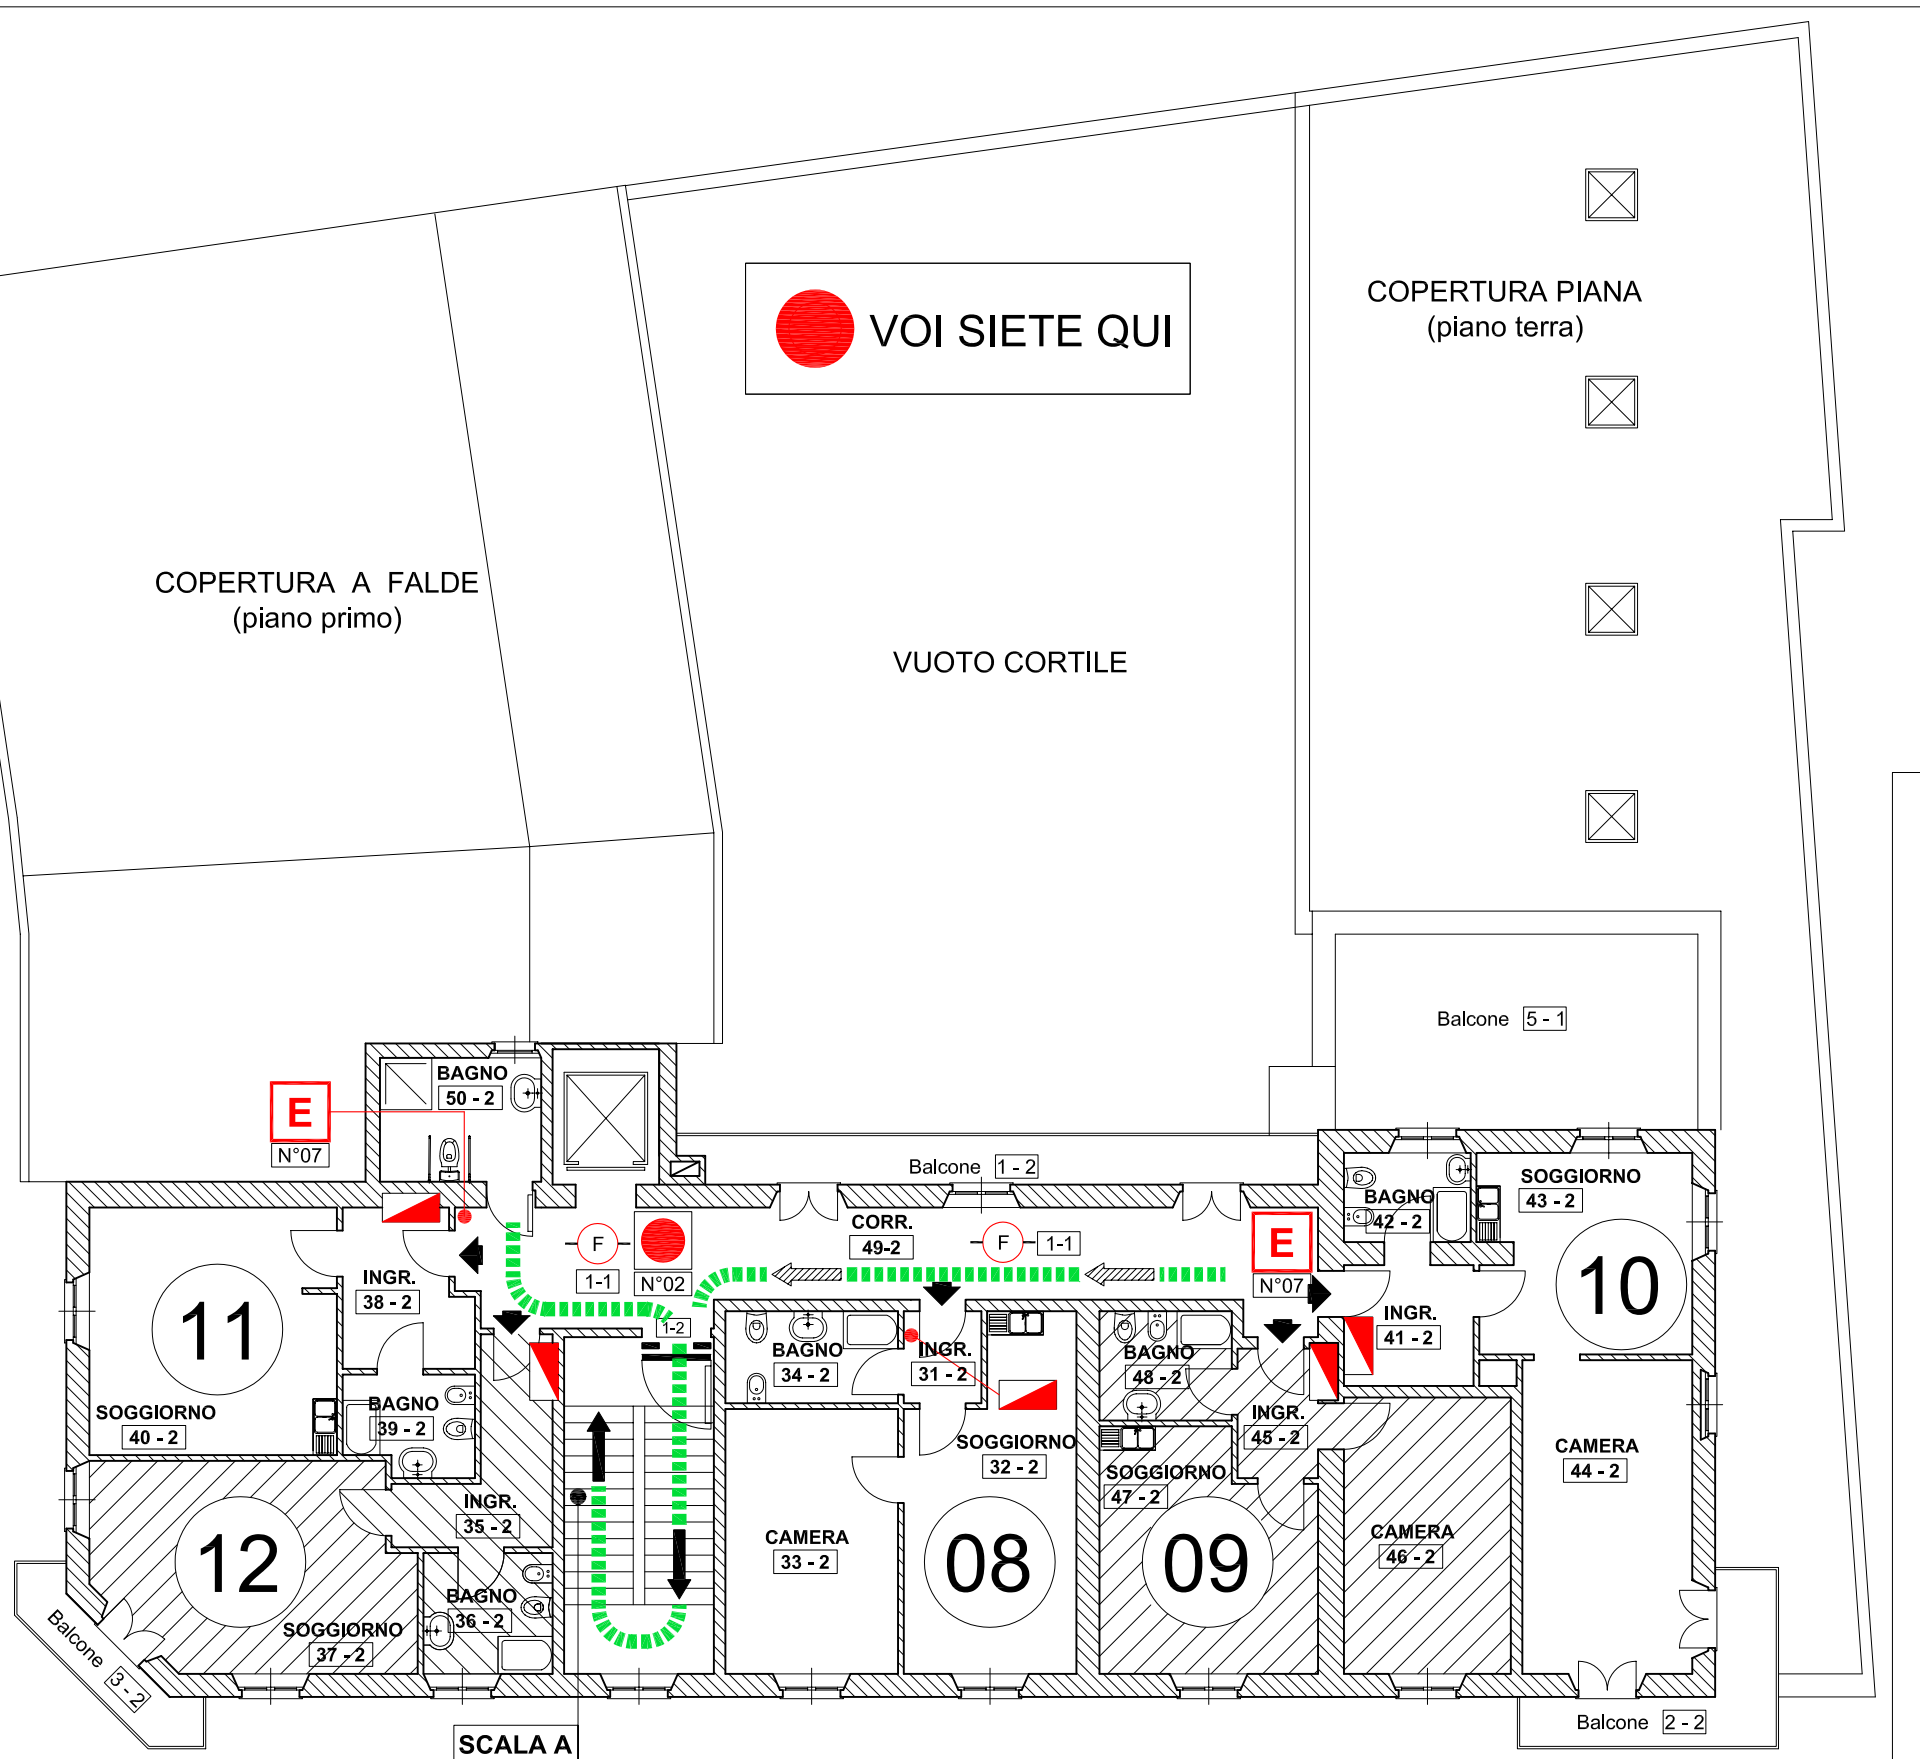 VOI SIETE QUI
COPERTURA PIANA
(piano terra)
COPERTURA A FALDE
(piano primo)
VUOTO CORTILE
Balcone 5 - 1
BAGNO
50 - 2
E
N°07
Balcone 1 - 2
SOGGIORNO
43 - 2
BAGNO
42 - 2
CORR.
49-2
F
1-1
N°02
F
1-1
E
N°07
10
11
INGR.
38 - 2
1-2
INGR.
41 - 2
BAGNO
34 - 2
INGR.
31 - 2
BAGNO
48 - 2
SOGGIORNO
40 - 2
BAGNO
39 - 2
INGR.
45 - 2
SOGGIORNO
32 - 2
CAMERA
44 - 2
SOGGIORNO
47 - 2
INGR.
35 - 2
CAMERA
33 - 2
CAMERA
46 - 2
12
08
09
BAGNO
36 - 2
SOGGIORNO
37 - 2
Balcone 3 - 2
Balcone 2 - 2
SCALA A